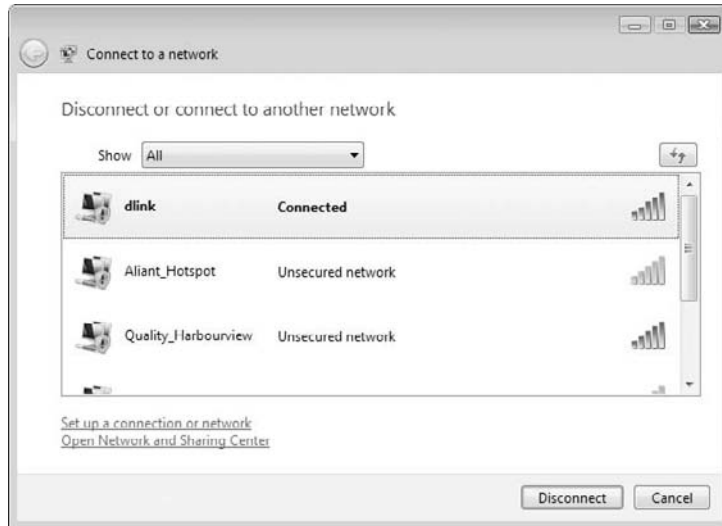 Connect to a network
Disconnect or connect to another network
Show All
dlink Connected
Aliant_Hotspot Unsecured network
Quality_Harbourview Unsecured network
Set up a connection or network
Open Network and Sharing Center
Disconnect Cancel